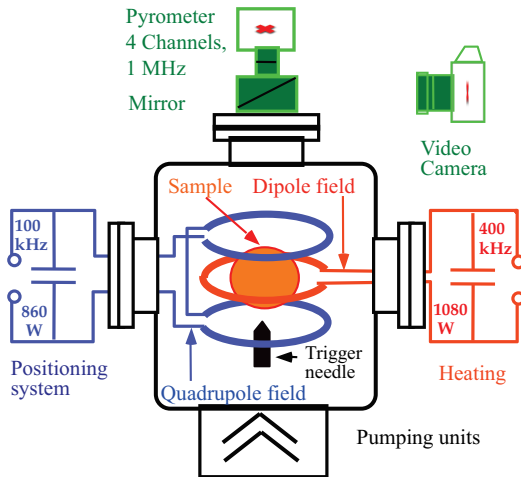 Pyrometer
4 Channels,
1 MHz
Mirror
Video
Camera
Sample
Dipole field
100
kHz
860
W
400
kHz
1080
W
Trigger
needle
Positioning
system
Quadrupole field
Heating
Pumping units